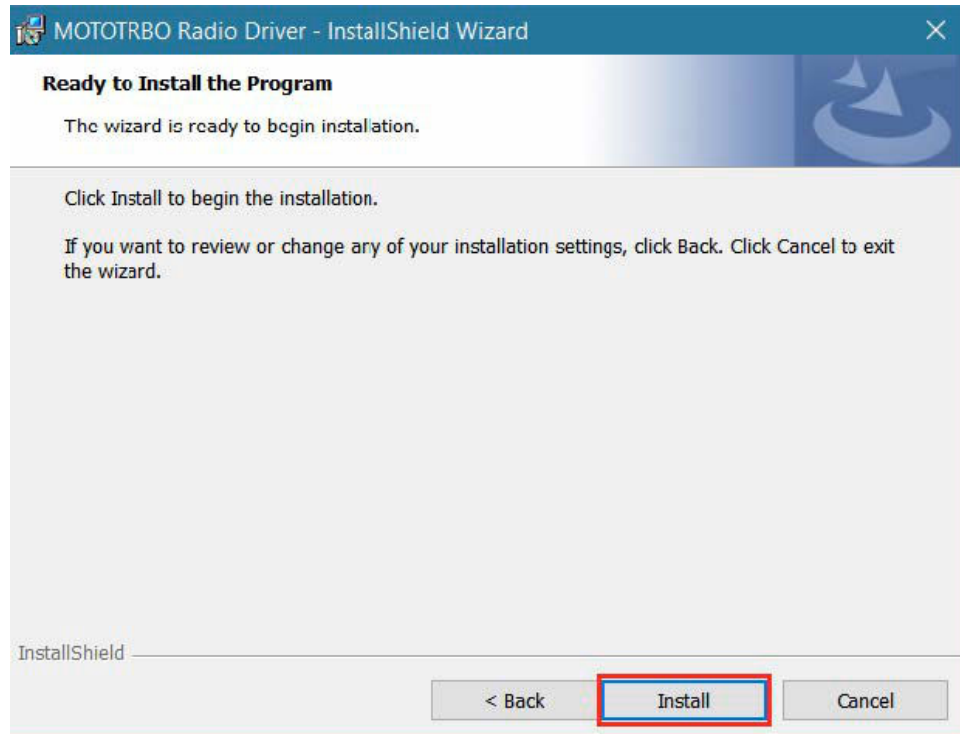 MOTOTRBO Radio Driver - InstallShield Wizard
Ready to Install the Program
The wizard is ready to begin installation.
Click Install to begin the installation.
If you want to review or change any of your installation settings, click Back. Click Cancel to exit
the wizard.
InstallShield
< Back
Install
Cancel